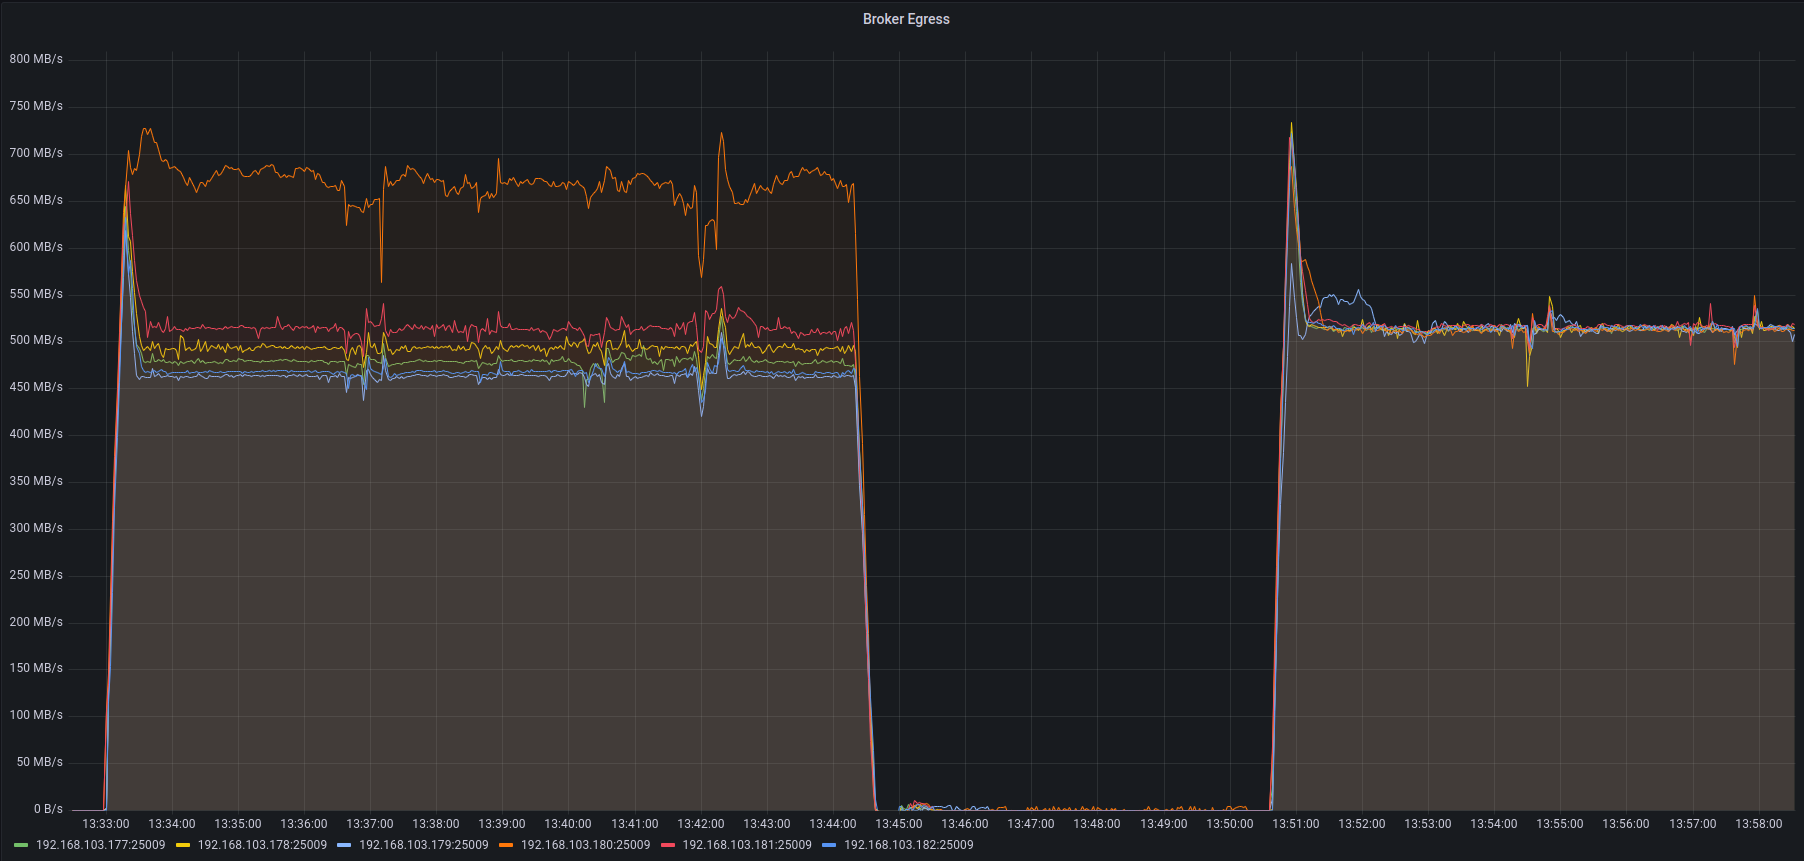 Broker Egress
800 MB/s
750 MB/s
700 MB/s
650 MB/s
600 MB/s
550 MB/s
500 MB/s
450 MB/s
400 MB/s
350 MB/s
300 MB/s
250 MB/s
200 MB/s
150 MB/s
100 MB/s
50 MB/s
0 B/s
13:33:00 13:34:00 13:35:00 13:36:00 13:37:00 13:38:00 13:39:00 13:40:00 13:41:00 13:42:00 13:43:00 13:44:00 13:45:00 13:46:00 13:47:00 13:48:00 13:49:00 13:50:00 13:51:00 13:52:00 13:53:00 13:54:00 13:55:00 13:56:00 13:57:00 13:58:00
192.168.103.177:25009 192.168.103.178:25009 192.168.103.179:25009 192.168.103.180:25009 192.168.103.181:25009 192.168.103.182:25009